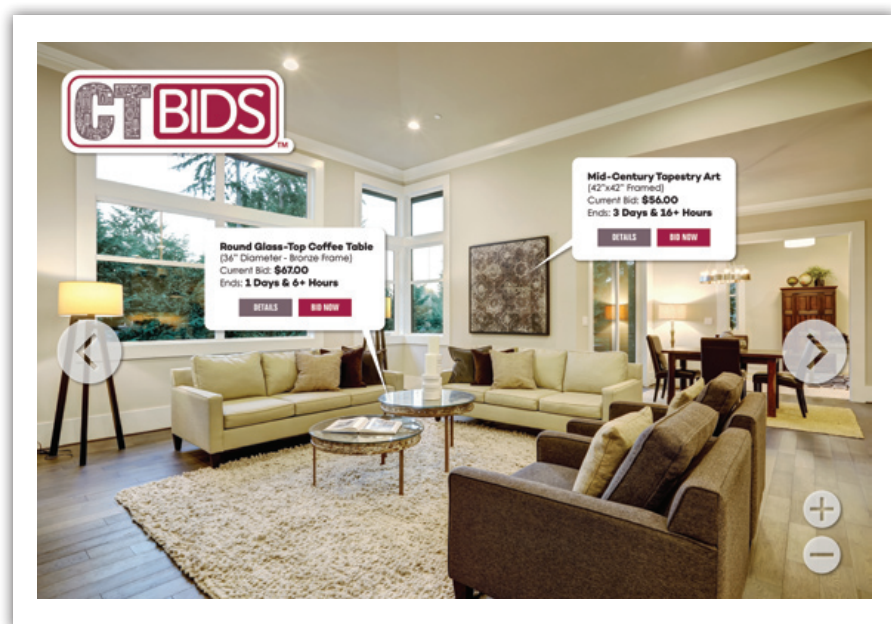 CTBIDS
TM
Round Glass-Top Coffee Table
(36" Diameter - Bronze Frame)
Current Bid: $67.00
Ends: 1 Days & 6+ Hours
DETAILS
BID NOW
Mid-Century Tapestry Art
(42"x42" Framed)
Current Bid: $56.00
Ends: 3 Days & 16+ Hours
DETAILS
BID NOW